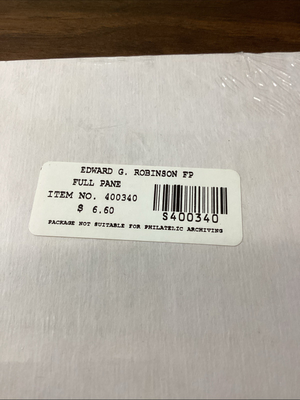 EDWARD G. ROBINSON FP
FULL PANE
ITEM NO. 400340
$ 6.60
S400340
PACKAGE NOT SUITABLE FOR PHILATELIC ARCHIVING